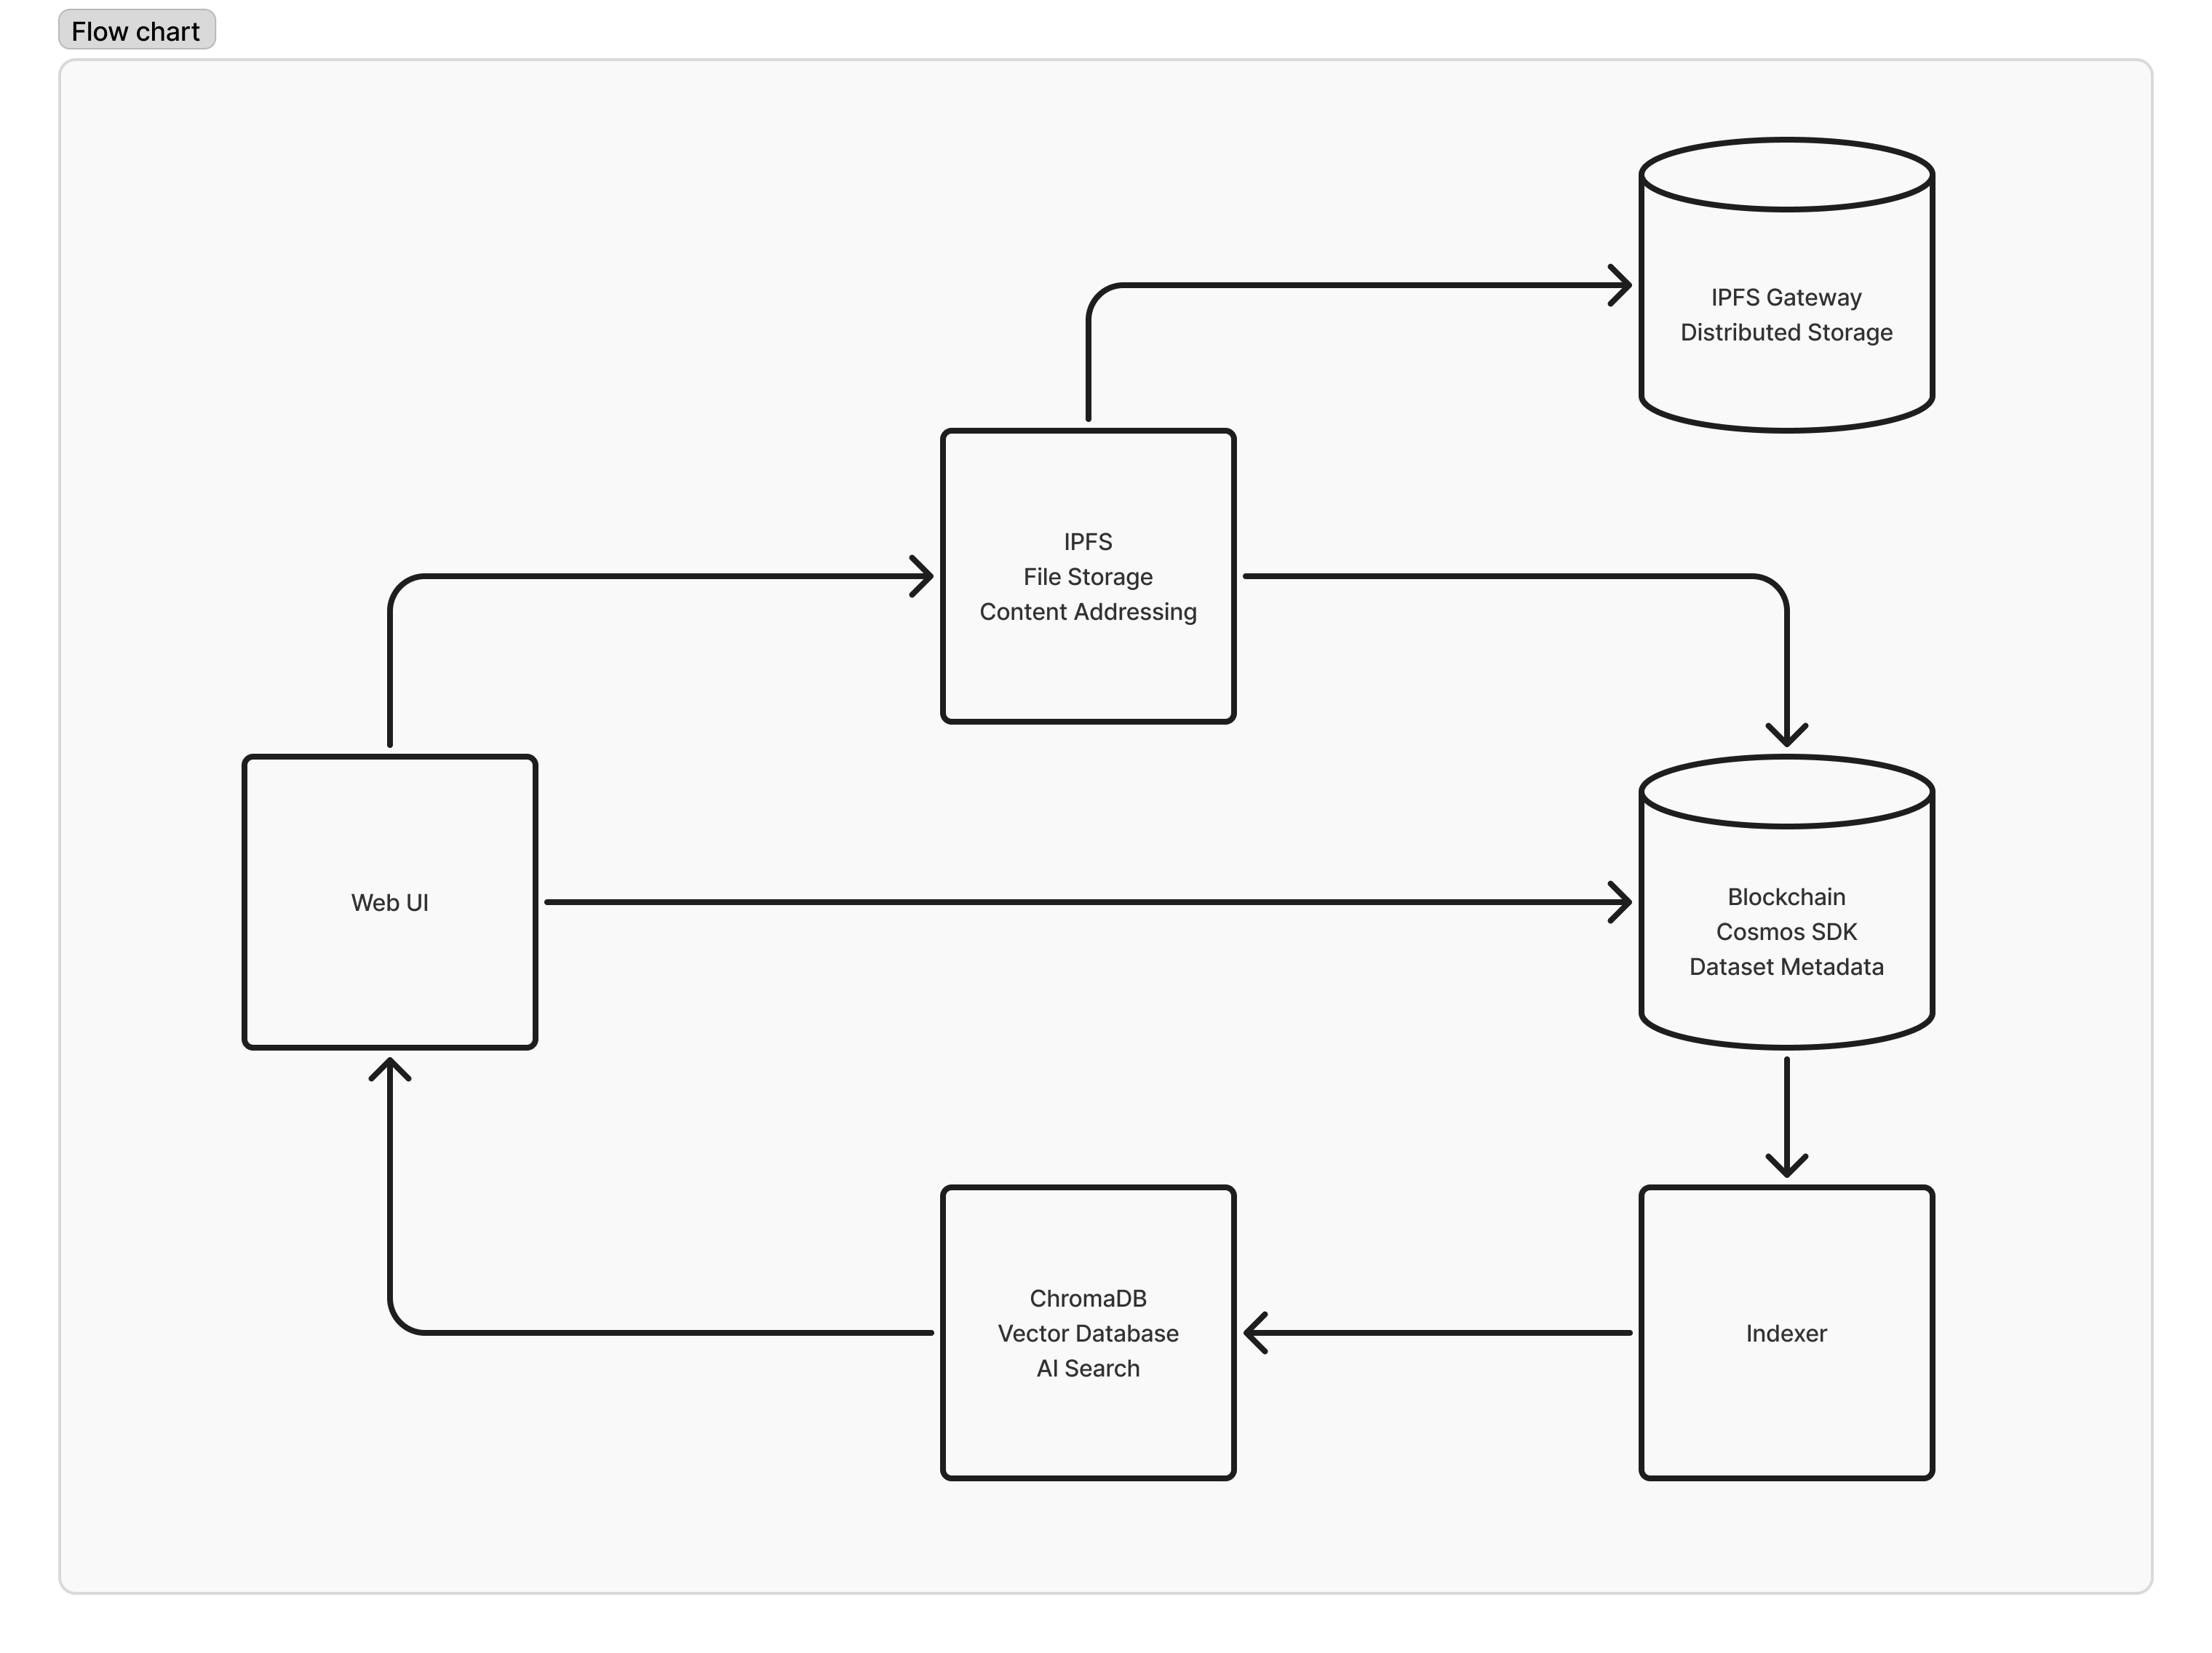 Flow chart
IPFS Gateway
Distributed Storage
IPFS
File Storage
Content Addressing
Web UI
Blockchain
Cosmos SDK
Dataset Metadata
ChromaDB
Vector Database
AI Search
Indexer